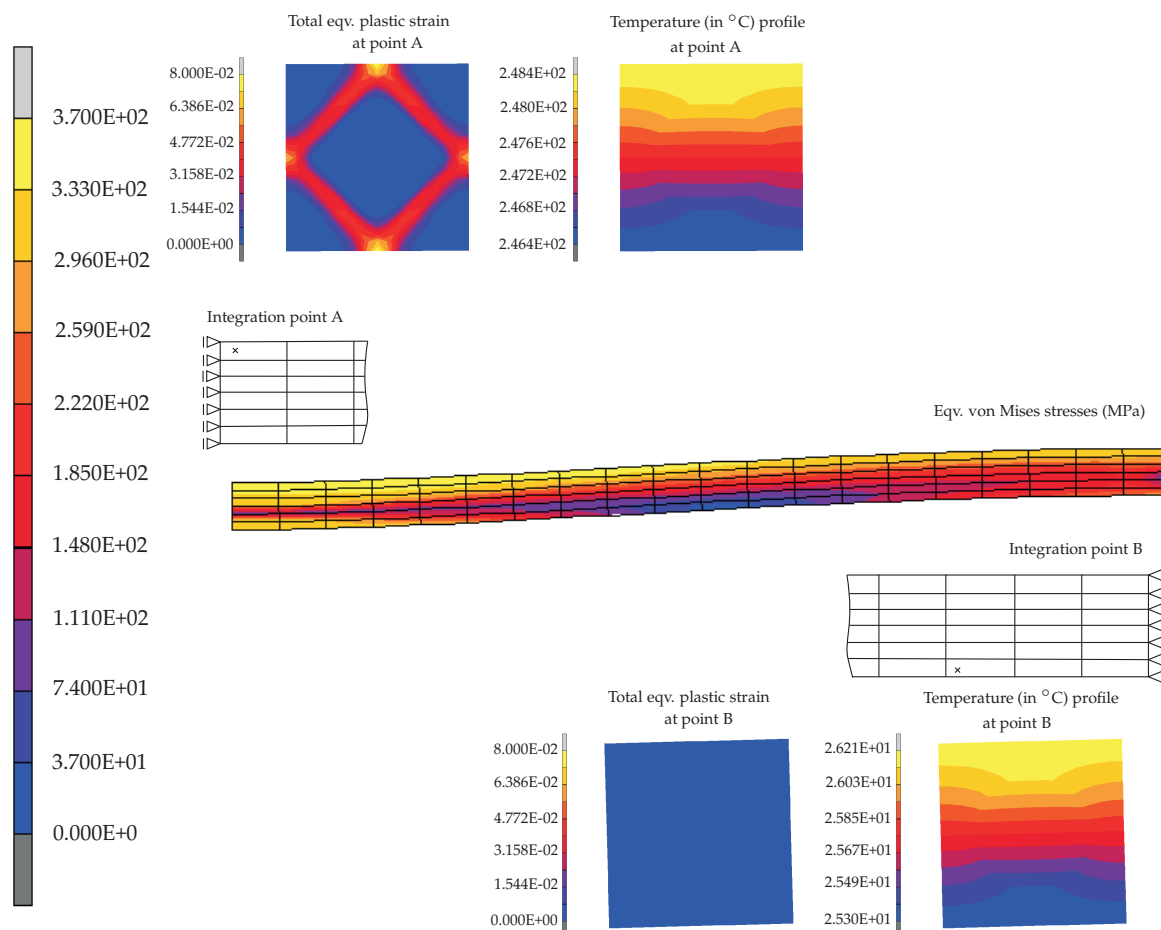 Total eqv. plastic strain
at point A
8.000E-02
6.386E-02
4.772E-02
3.158E-02
1.544E-02
0.000E+00
Temperature (in °C) profile
at point A
2.484E+02
2.480E+02
2.476E+02
2.472E+02
2.468E+02
2.464E+02
3.700E+02
3.330E+02
2.960E+02
2.590E+02
2.220E+02
1.850E+02
1.480E+02
1.110E+02
7.400E+01
3.700E+01
0.000E+0
Integration point A
Eqv. von Mises stresses (MPa)
Integration point B
Total eqv. plastic strain
at point B
8.000E-02
6.386E-02
4.772E-02
3.158E-02
1.544E-02
0.000E+00
Temperature (in °C) profile
at point B
2.621E+01
2.603E+01
2.585E+01
2.567E+01
2.549E+01
2.530E+01